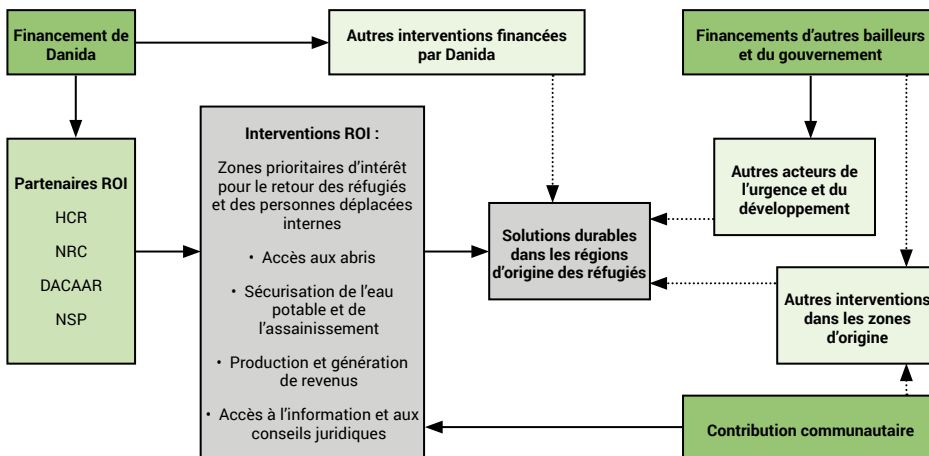 Financement de
Danida
Autres interventions financées
par Danida
Financements d’autres bailleurs
et du gouvernement
Partenaires ROI
HCR
NRC
DACAAR
NSP
Interventions ROI :
Zones prioritaires d’intérêt
pour le retour des réfugiés
et des personnes déplacées
internes
• Accès aux abris
• Sécurisation de l’eau
potable et de
l’assainissement
• Production et génération
de revenus
• Accès à l’information et aux
conseils juridiques
Solutions durables
dans les régions
d’origine des réfugiés
Autres acteurs de
l’urgence et du
développement
Autres interventions
dans les zones
d’origine
Contribution communautaire